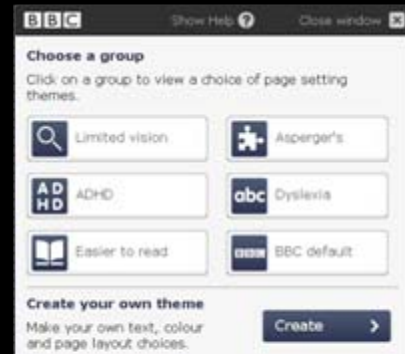 BBC Show Help ? Close window X
Choose a group
Click on a group to view a choice of page setting
themes.
Limited vision Asperger's
AD
HD ADHD abc Dyslexia
Easier to read BBC BBC default
Create your own theme
Make your own text, colour
and page layout choices.
Create >